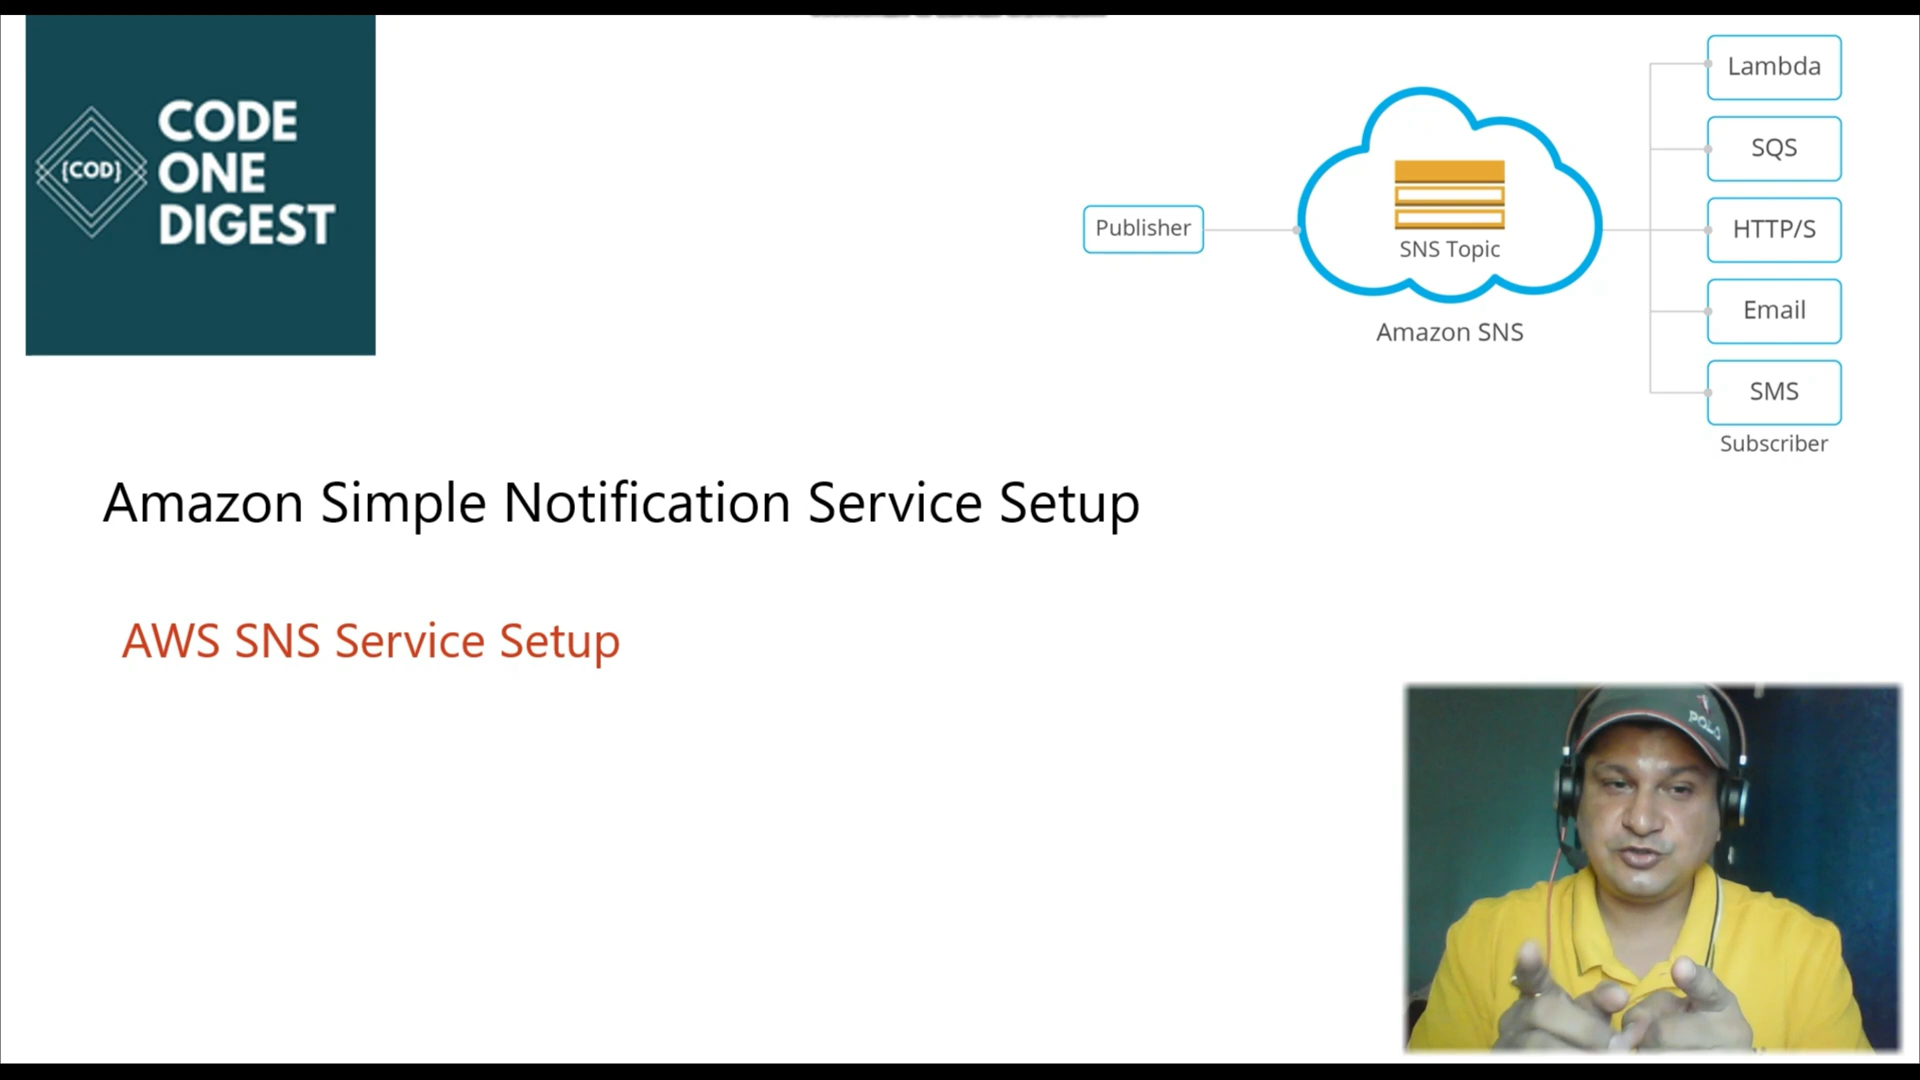 {COD}
CODE
ONE
DIGEST
Publisher
SNS Topic
Amazon SNS
Lambda
SQS
HTTP/S
Email
SMS
Subscriber
Amazon Simple Notification Service Setup
AWS SNS Service Setup
POLO